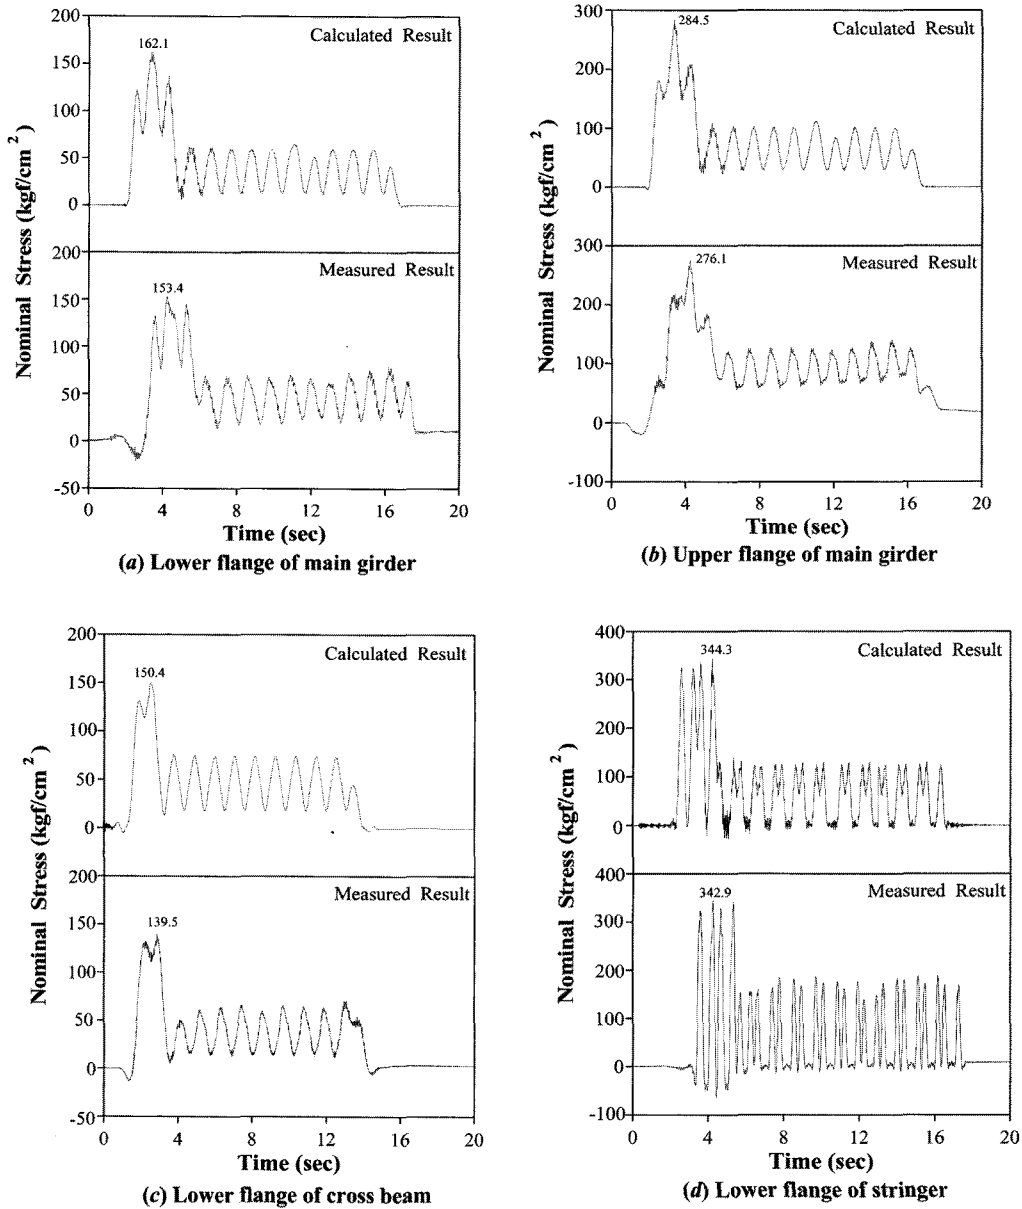 Nominal Stress (kgf/cm²)
200
150
100
50
0
Calculated Result
162.1
200
150
100
50
0
-50
Measured Result
153.4
0 4 8 12 16 20
Time (sec)
(a) Lower flange of main girder
Nominal Stress (kgf/cm²)
300
200
100
0
Calculated Result
284.5
300
200
100
0
-100
Measured Result
276.1
0 4 8 12 16 20
Time (sec)
(b) Upper flange of main girder
Nominal Stress (kgf/cm²)
200
150
100
50
0
Calculated Result
150.4
200
150
100
50
0
-50
Measured Result
139.5
0 4 8 12 16 20
Time (sec)
(c) Lower flange of cross beam
Nominal Stress (kgf/cm²)
400
300
200
100
0
Calculated Result
344.3
400
300
200
100
0
-100
Measured Result
342.9
0 4 8 12 16 20
Time (sec)
(d) Lower flange of stringer